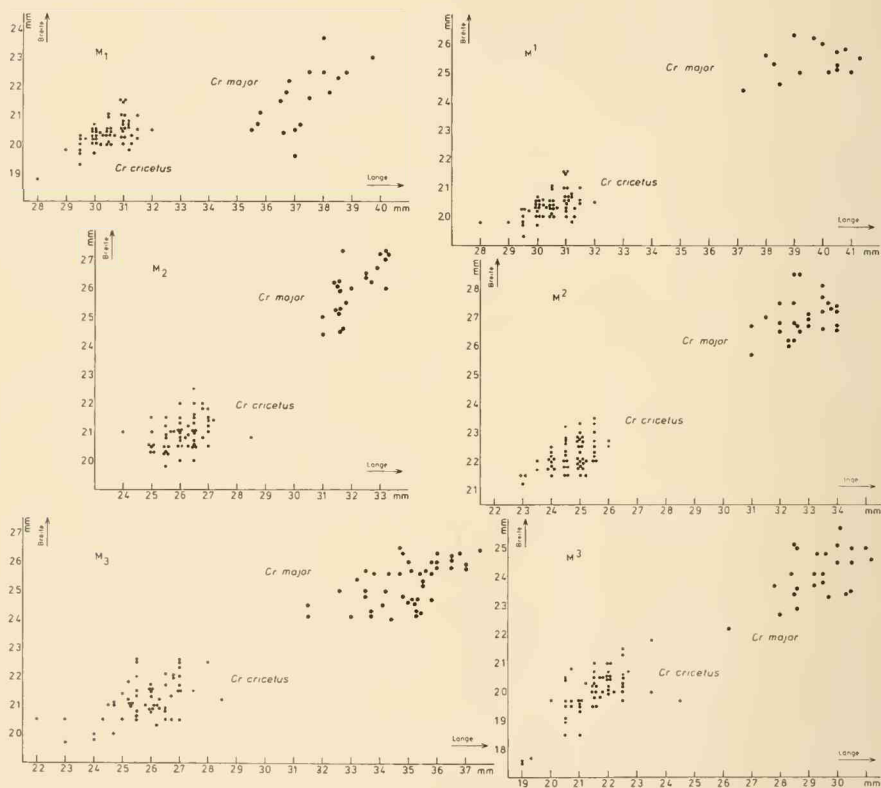 mm
Breite
24
23
22
21
20
19
M₁
Cr major
Cr cricetus
Länge
28 29 30 31 32 33 34 35 36 37 38 39 40 mm
mm
Breite
26
25
24
23
22
21
20
M¹
Cr major
Cr cricetus
Länge
28 29 30 31 32 33 34 35 36 37 38 39 40 41 mm
mm
Breite
27
26
25
24
23
22
21
20
M₂
Cr major
Cr cricetus
Länge
24 25 26 27 28 29 30 31 32 33 mm
mm
Breite
28
27
26
25
24
23
22
21
M²
Cr major
Cr cricetus
22 23 24 25 26 27 28 29 30 31 32 33 34 mm
mm
Breite
27
26
25
24
23
22
21
20
M₃
Cr major
Cr cricetus
Länge
22 23 24 25 26 27 28 29 30 31 32 33 34 35 36 37 mm
mm
Breite
25
24
23
22
21
20
19
18
M³
Cr major
Cr cricetus
Länge
19 20 21 22 23 24 25 26 27 28 29 30 31 mm